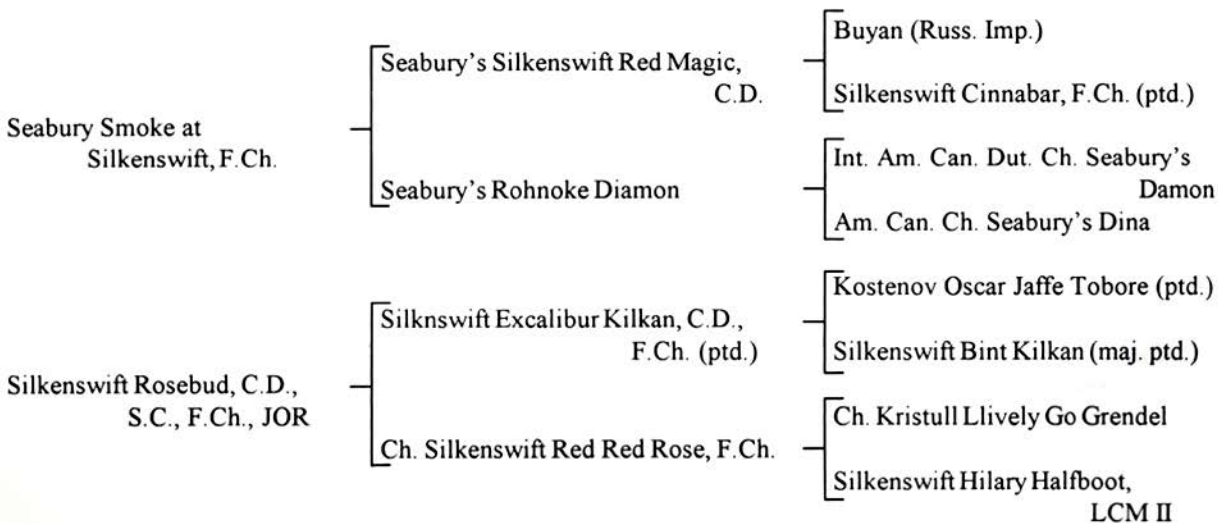 Buyan (Russ. Imp.)
Seabury's Silkenswift Red Magic,
C.D.
Silkenswift Cinnabar, F.Ch. (ptd.)
Seabury Smoke at
Silkenswift, F.Ch.
Int. Am. Can. Dut. Ch. Seabury's
Damon
Seabury's Rohnoke Diamon
Am. Can. Ch. Seabury's Dina
Kostenov Oscar Jaffe Tobore (ptd.)
Silknswift Excalibur Kilkan, C.D.,
F.Ch. (ptd.)
Silkenswift Bint Kilkan (maj. ptd.)
Silkenswift Rosebud, C.D.,
S.C., F.Ch., JOR
Ch. Kristull Llively Go Grendel
Ch. Silkenswift Red Red Rose, F.Ch.
Silkenswift Hilary Halfboot,
LCM II